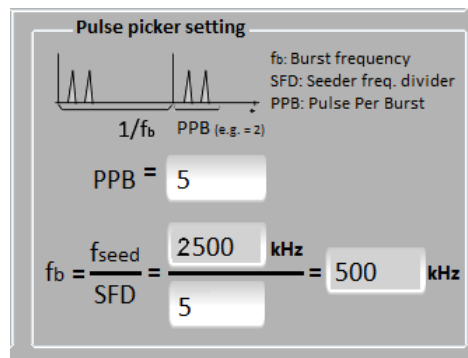 Pulse picker setting
fb: Burst frequency
SFD: Seeder freq. divider
PPB: Pulse Per Burst
1/fb PPB (e.g. = 2)
PPB = 5
fb = fseed / SFD = 2500 kHz / 5 = 500 kHz